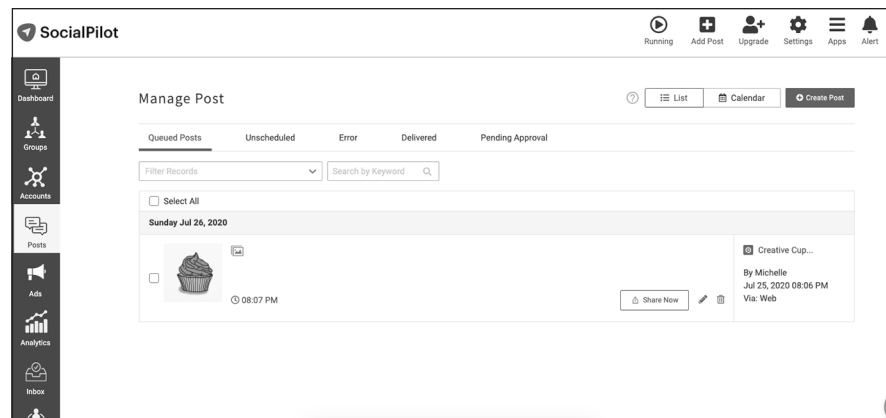 SocialPilot
Running
Add Post
Upgrade
Settings
Apps
Alert
Dashboard
Groups
Accounts
Posts
Ads
Analytics
Inbox
Manage Post
? List Calendar Create Post
Queued Posts Unscheduled Error Delivered Pending Approval
Filter Records Search by Keyword
Select All
Sunday Jul 26, 2020
08:07 PM
Share Now
Creative Cup...
By Michelle
Jul 25, 2020 08:06 PM
Via: Web